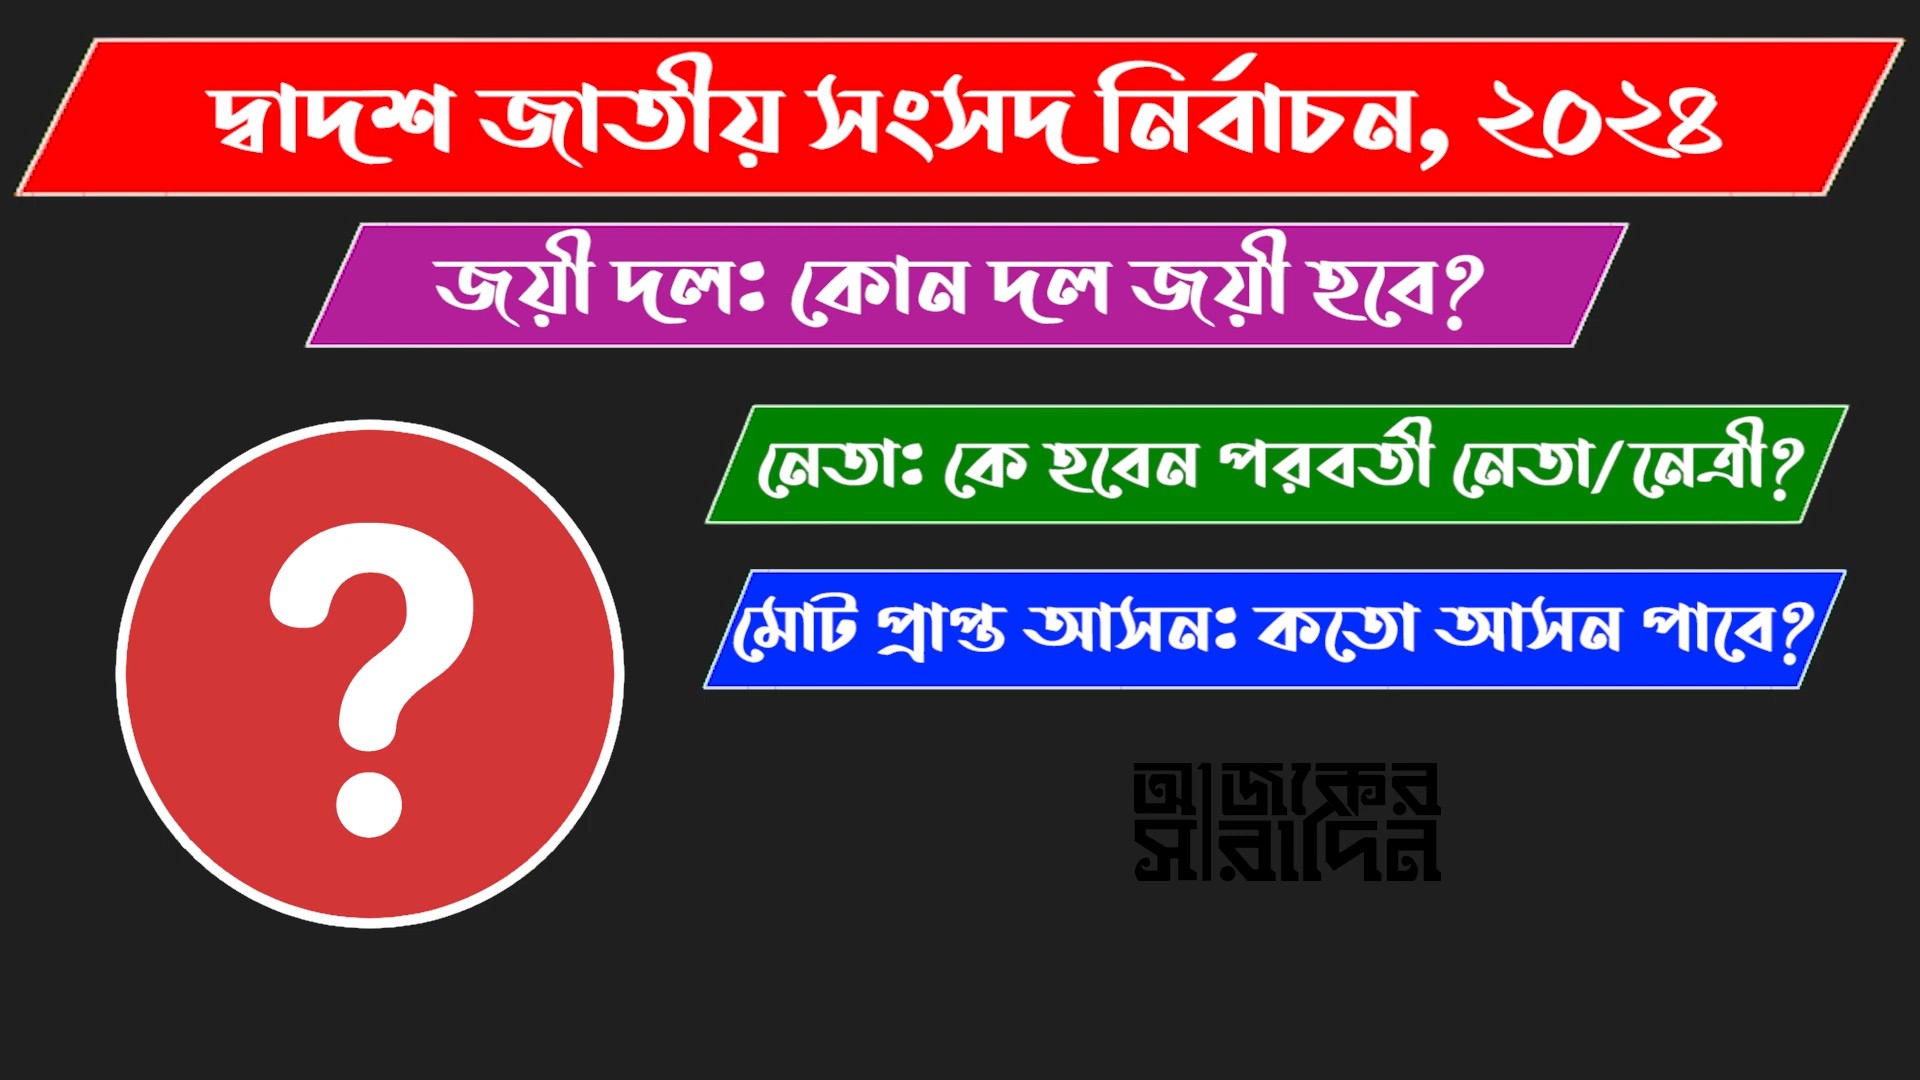 দ্বাদশ জাতীয় সংসদ নির্বাচন, ২০২৪
জয়ী দল: কোন দল জয়ী হবে?
নেতা: কে হবেন পরবর্তী নেতা/নেত্রী?
মোট প্রাপ্ত আসন: কতো আসন পাবে?
আজকের
সারাদিন